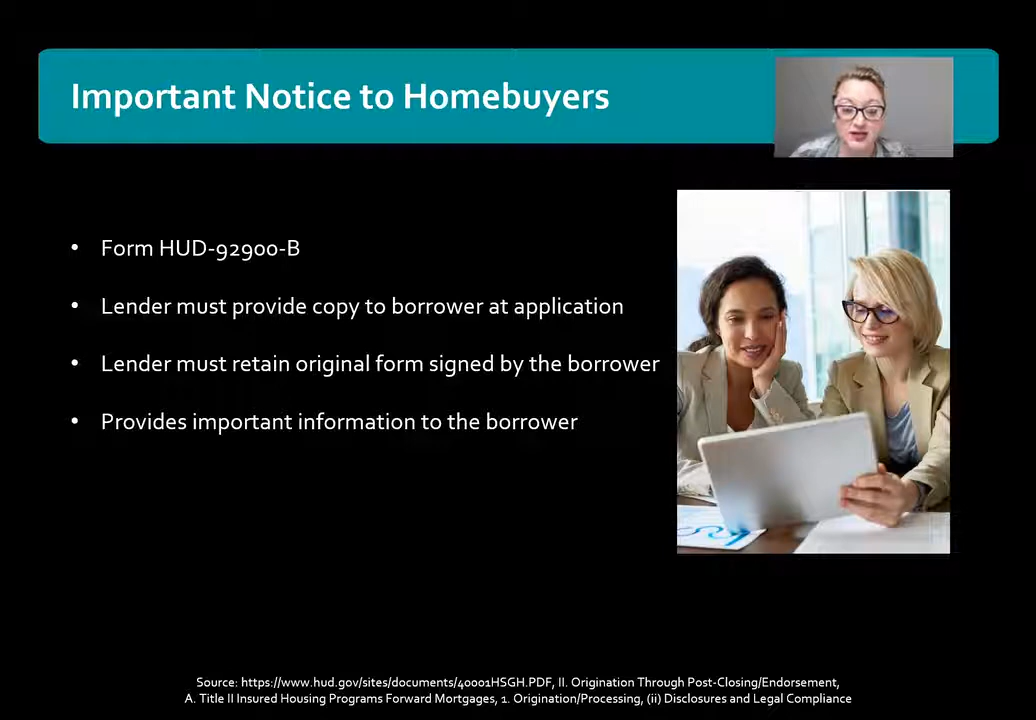 Important Notice to Homebuyers
• Form HUD-92900-B
• Lender must provide copy to borrower at application
• Lender must retain original form signed by the borrower
• Provides important information to the borrower
Source: https://www.hud.gov/sites/documents/40001HSGH.PDF, II. Origination Through Post-Closing/Endorsement,
A. Title II Insured Housing Programs Forward Mortgages, 1. Origination/Processing, (ii) Disclosures and Legal Compliance